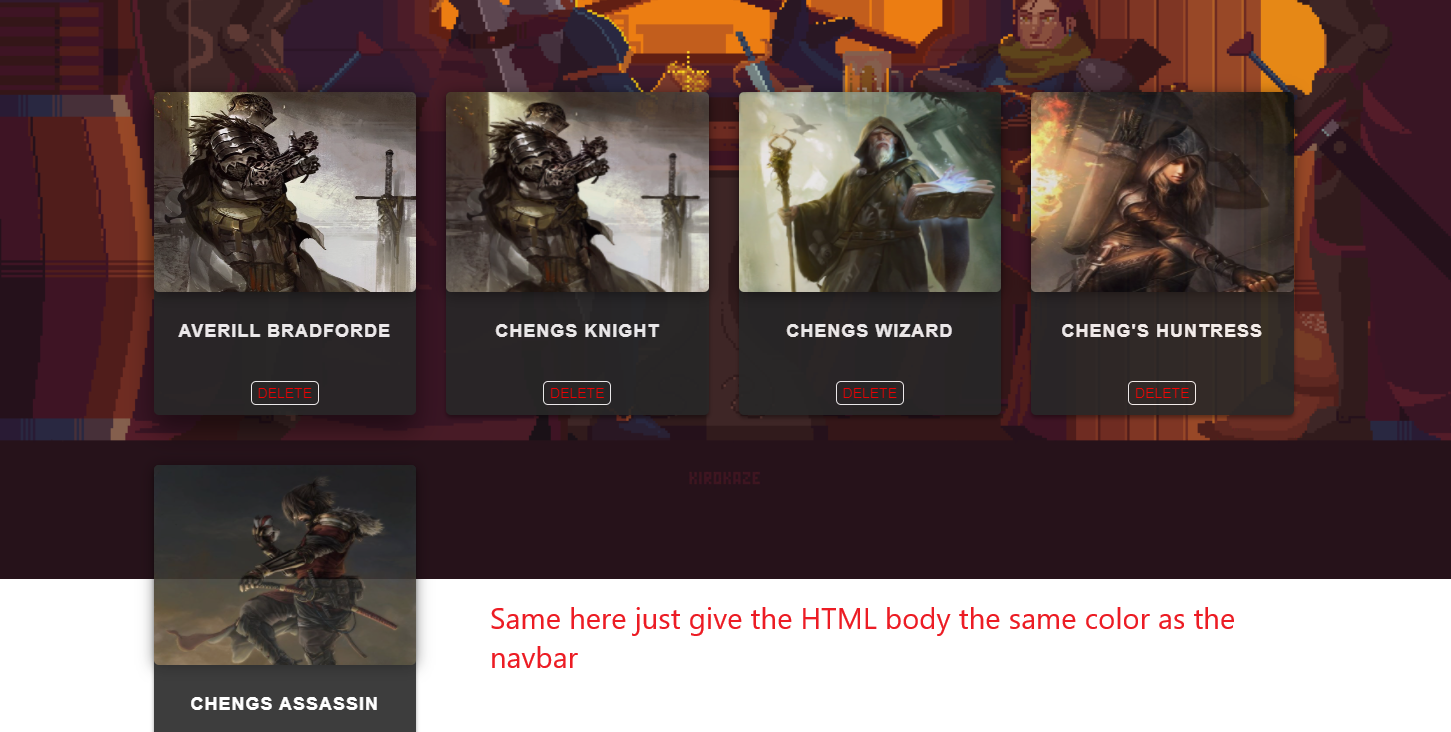 AVERILL BRADFORDE
CHENGS KNIGHT
CHENGS WIZARD
CHENG'S HUNTRESS
DELETE
DELETE
DELETE
DELETE
KIROKAZE
Same here just give the HTML body the same color as the
navbar
CHENGS ASSASSIN